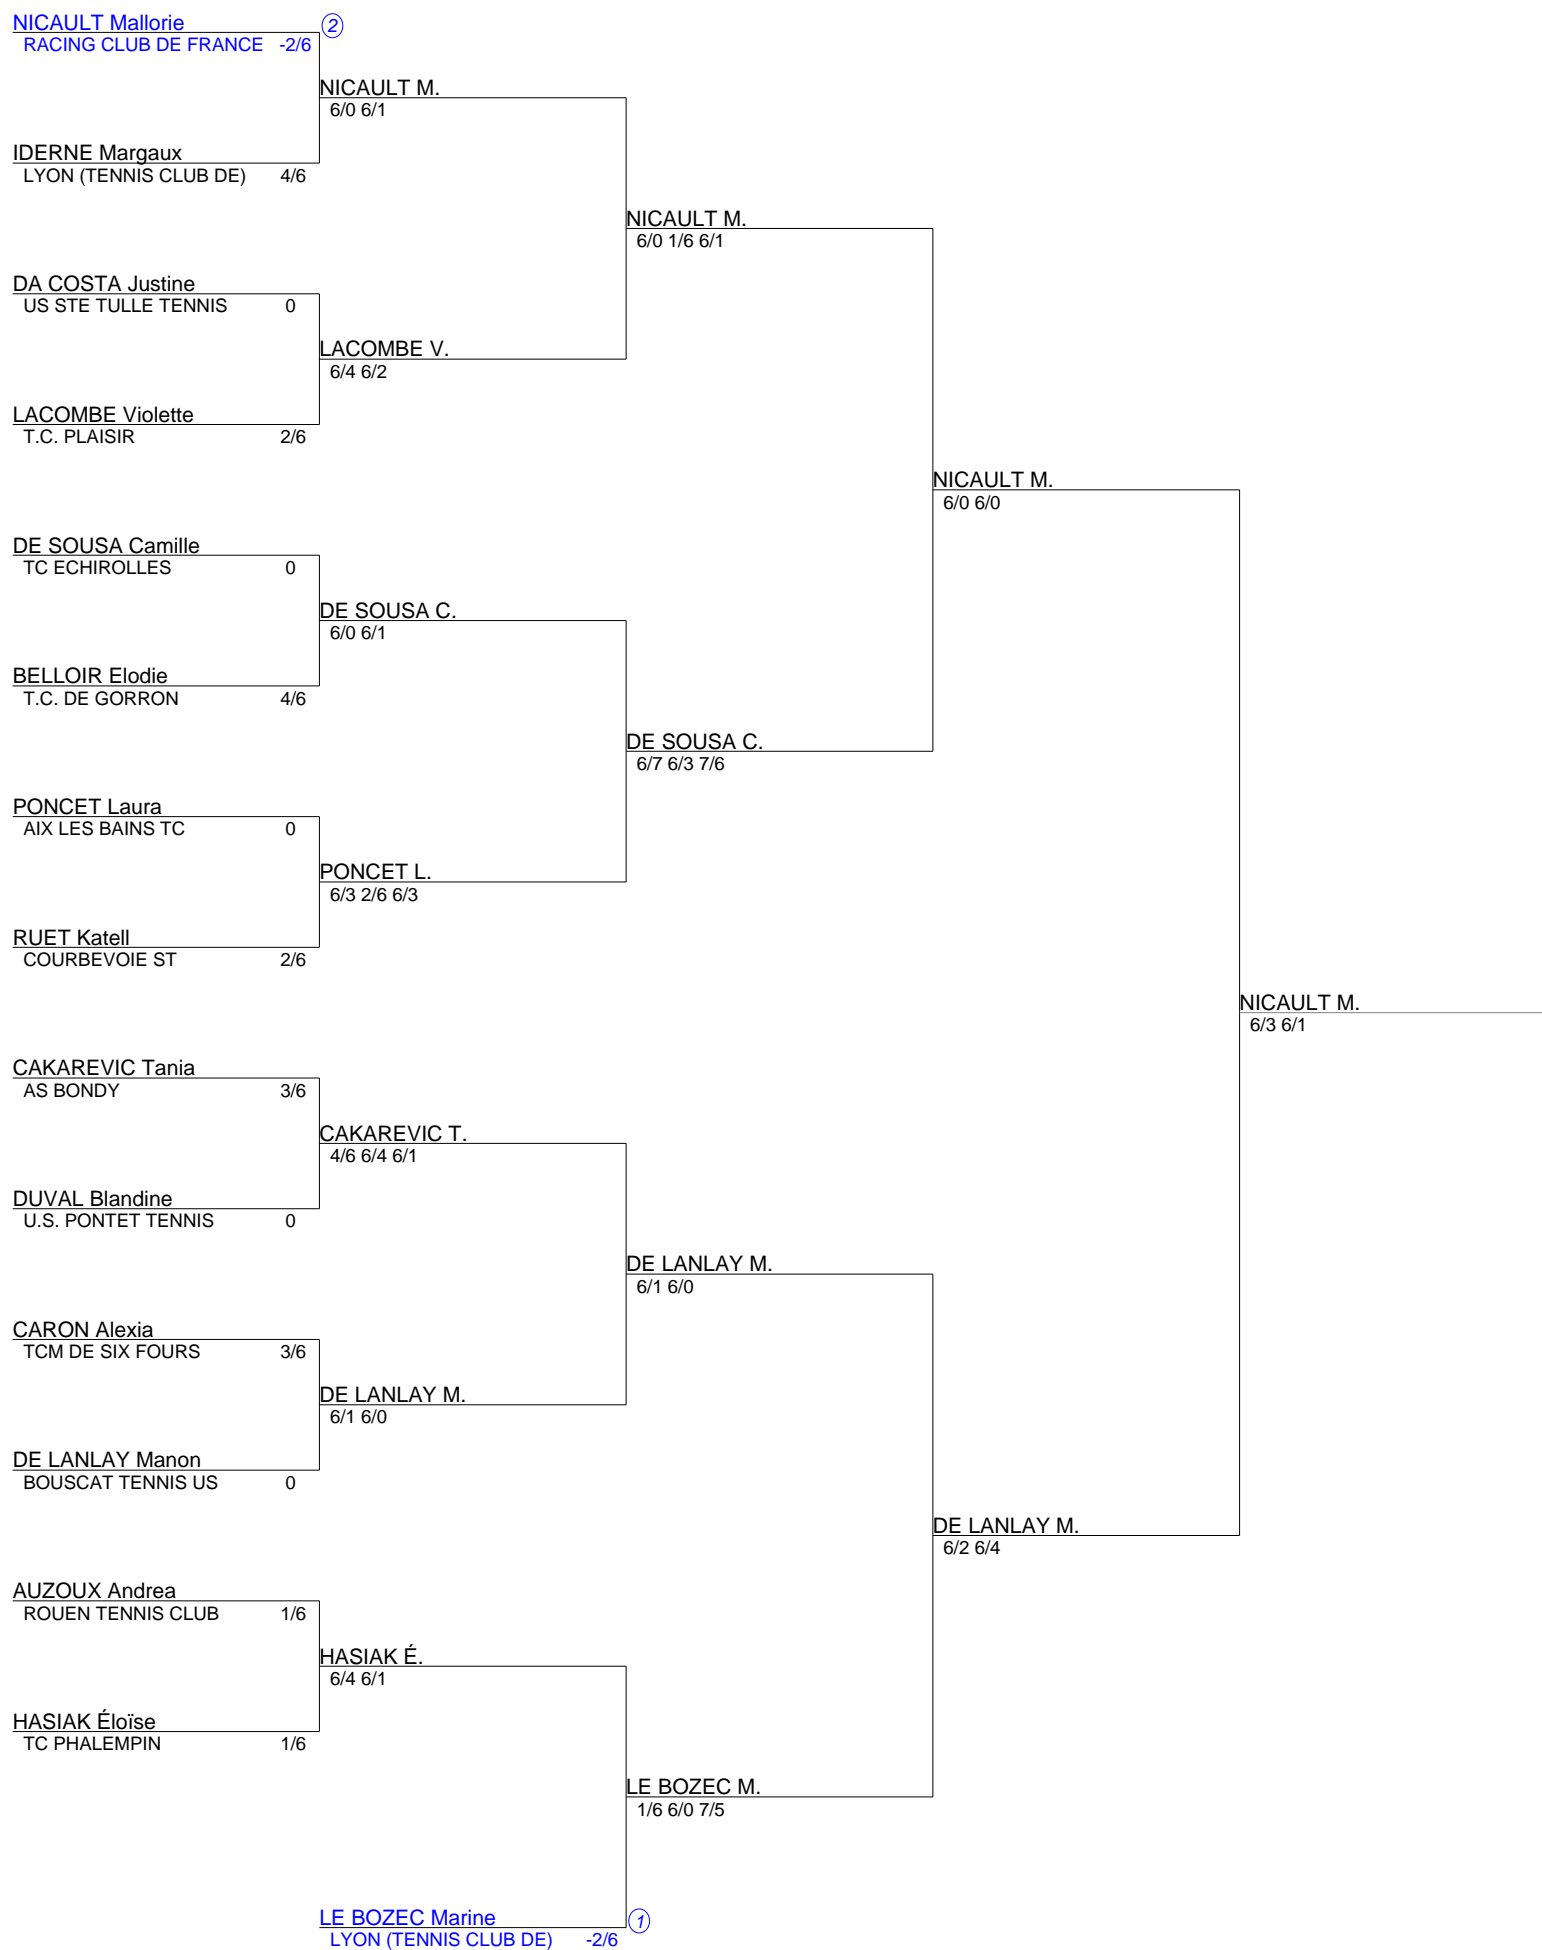 NICAULT Mallorie 2
RACING CLUB DE FRANCE -2/6
NICAULT M.
6/0 6/1
IDERNE Margaux
LYON (TENNIS CLUB DE) 4/6
NICAULT M.
6/0 1/6 6/1
DA COSTA Justine
US STE TULLE TENNIS 0
LACOMBE V.
6/4 6/2
LACOMBE Violette
T.C. PLAISIR 2/6
NICAULT M.
6/0 6/0
DE SOUSA Camille
TC ECHIROLLES 0
DE SOUSA C.
6/0 6/1
BELLOIR Elodie
T.C. DE GORRON 4/6
DE SOUSA C.
6/7 6/3 7/6
PONCET Laura
AIX LES BAINS TC 0
PONCET L.
6/3 2/6 6/3
RUET Katell
COURBEVOIE ST 2/6
NICAULT M.
6/3 6/1
CAKAREVIC Tania
AS BONDY 3/6
CAKAREVIC T.
4/6 6/4 6/1
DUVAL Blandine
U.S. PONTET TENNIS 0
DE LANLAY M.
6/1 6/0
CARON Alexia
TCM DE SIX FOURS 3/6
DE LANLAY M.
6/1 6/0
DE LANLAY Manon
BOUSCAT TENNIS US 0
DE LANLAY M.
6/2 6/4
AUZOUX Andrea
ROUEN TENNIS CLUB 1/6
HASIAK É.
6/4 6/1
HASIAK Éloïse
TC PHALEMPIN 1/6
LE BOZEC M.
1/6 6/0 7/5
LE BOZEC Marine 1
LYON (TENNIS CLUB DE) -2/6